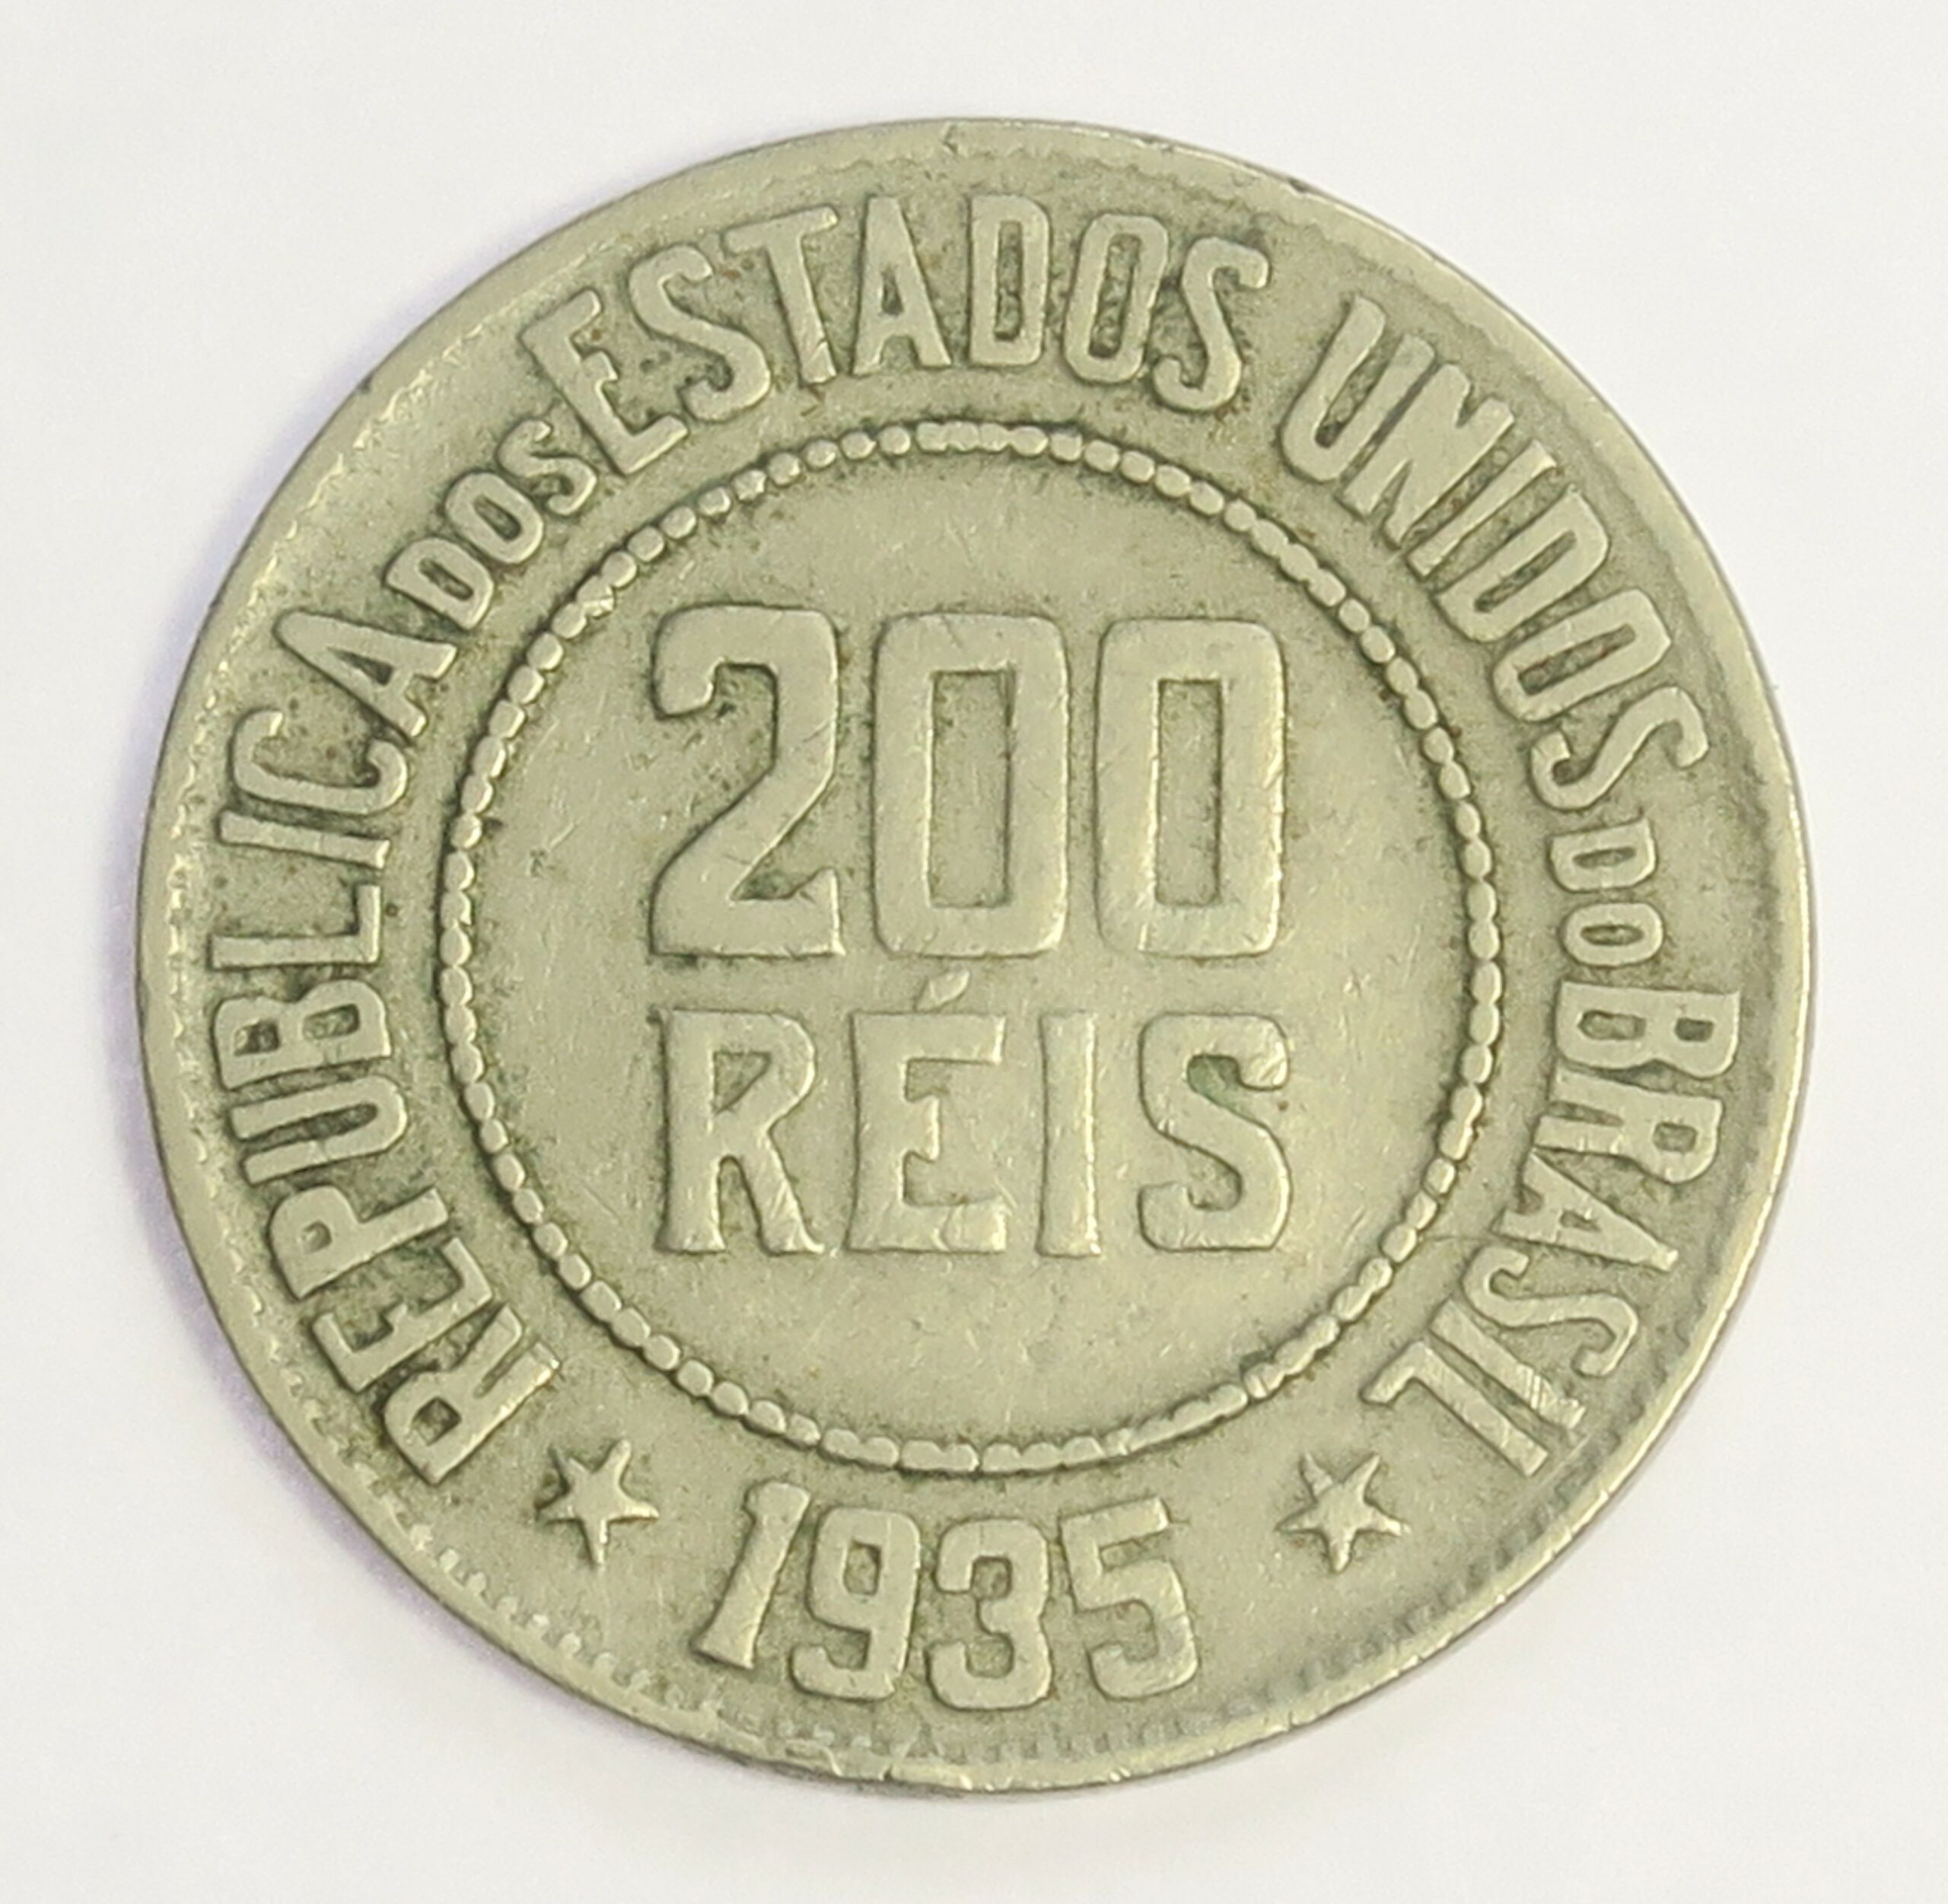 REPUBLICA DOS ESTADOS UNIDOS DO BRASIL
200
RÉIS
1935